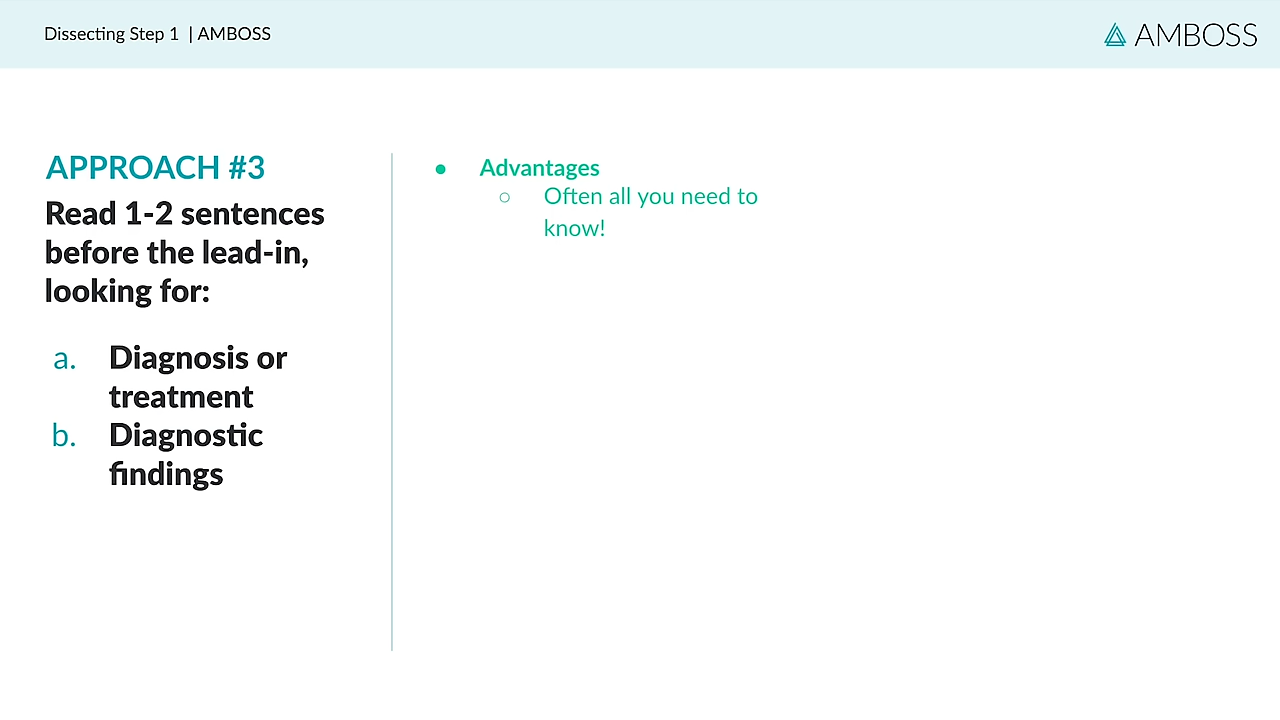 Dissecting Step 1 | AMBOSS
AMBOSS
APPROACH #3
Read 1-2 sentences
before the lead-in,
looking for:
a. Diagnosis or
treatment
b. Diagnostic
findings
● Advantages
○ Often all you need to
know!